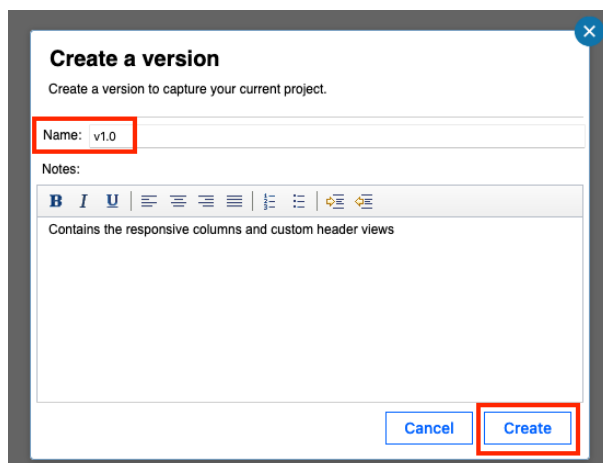 Create a version
Create a version to capture your current project.
Name: v1.0
Notes:
B I U
Contains the responsive columns and custom header views
Cancel Create